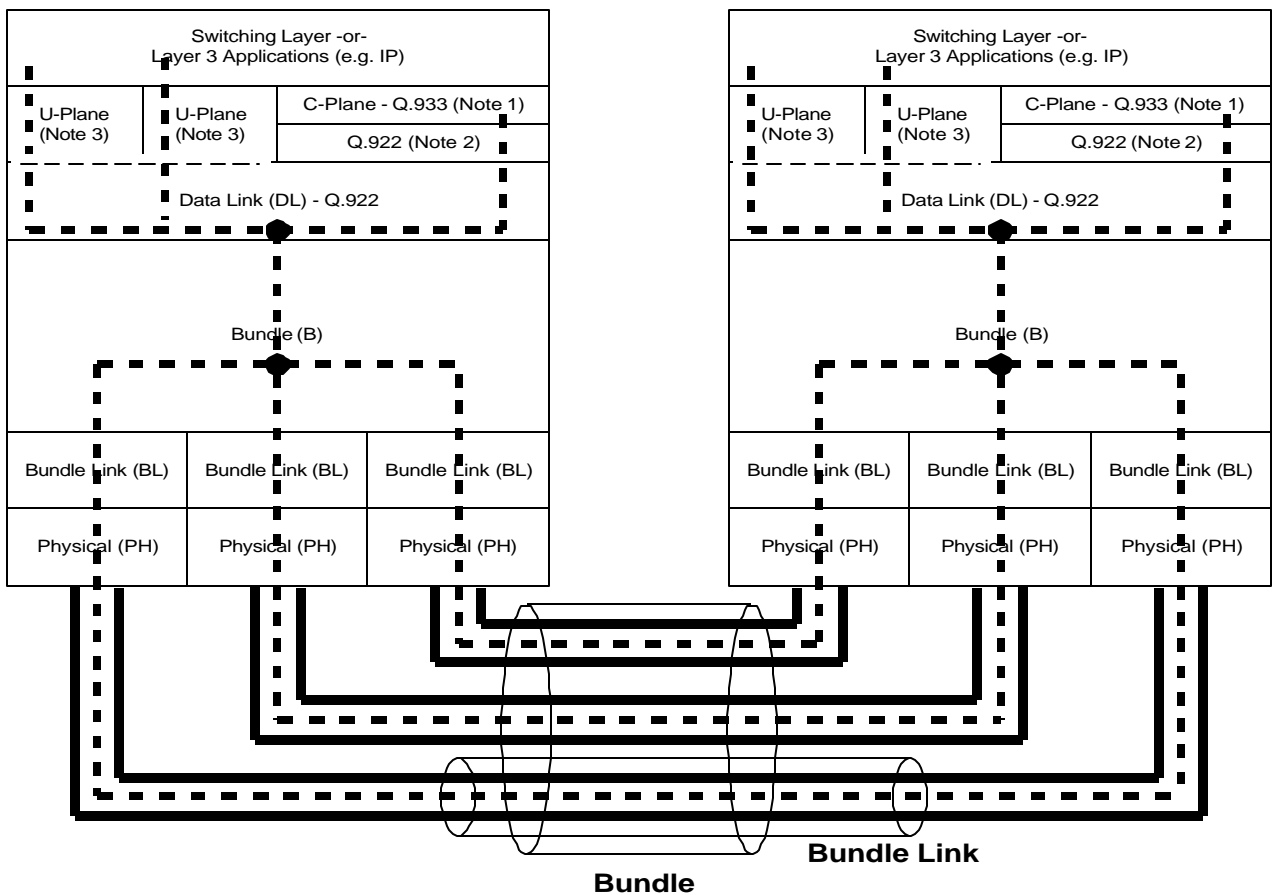 Switching Layer -or-
Layer 3 Applications (e.g. IP)
U-Plane
(Note 3)
U-Plane
(Note 3)
C-Plane - Q.933 (Note 1)
Q.922 (Note 2)
Data Link (DL) - Q.922
Bundle (B)
Bundle Link (BL)
Bundle Link (BL)
Bundle Link (BL)
Physical (PH)
Physical (PH)
Physical (PH)
Switching Layer -or-
Layer 3 Applications (e.g. IP)
U-Plane
(Note 3)
U-Plane
(Note 3)
C-Plane - Q.933 (Note 1)
Q.922 (Note 2)
Data Link (DL) - Q.922
Bundle (B)
Bundle Link (BL)
Bundle Link (BL)
Bundle Link (BL)
Physical (PH)
Physical (PH)
Physical (PH)
Bundle Link
Bundle